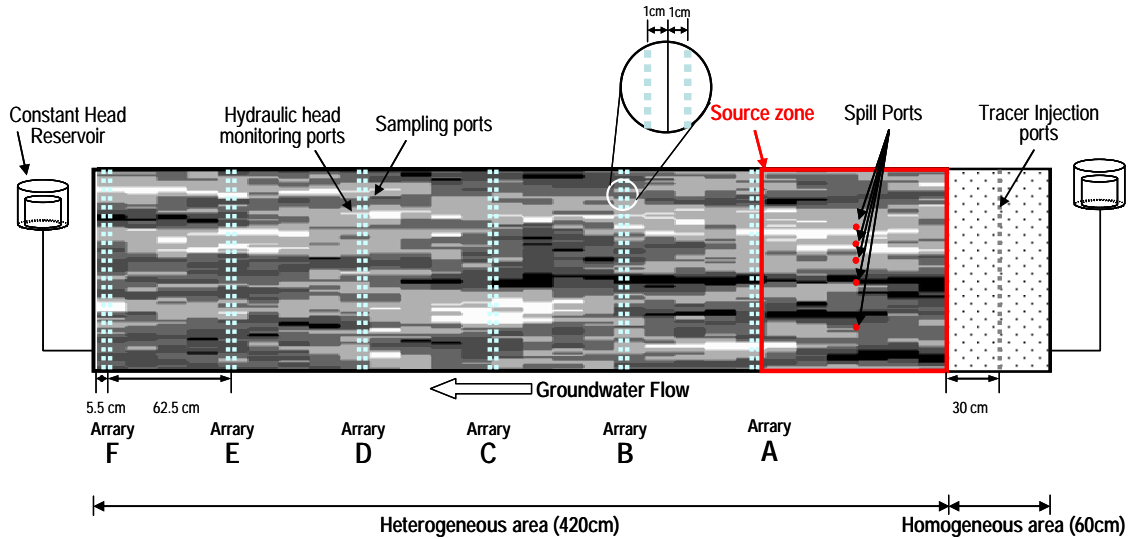 1cm 1cm
Constant Head
Reservoir
Hydraulic head
monitoring ports
Sampling ports
Source zone
Spill Ports
Tracer Injection
ports
Groundwater Flow
5.5 cm
62.5 cm
30 cm
Arrary
F
Arrary
E
Arrary
D
Arrary
C
Arrary
B
Arrary
A
Heterogeneous area (420cm)
Homogeneous area (60cm)